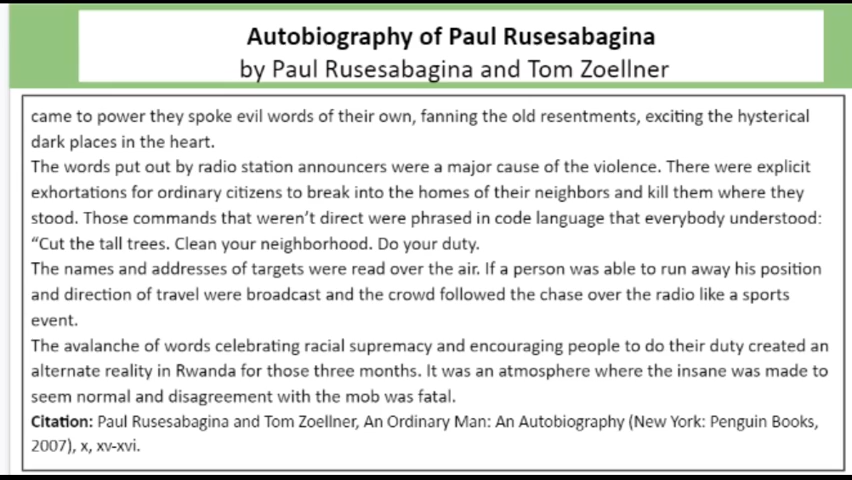 Autobiography of Paul Rusesabagina
by Paul Rusesabagina and Tom Zoellner
came to power they spoke evil words of their own, fanning the old resentments, exciting the hysterical
dark places in the heart.
The words put out by radio station announcers were a major cause of the violence. There were explicit
exhortations for ordinary citizens to break into the homes of their neighbors and kill them where they
stood. Those commands that weren't direct were phrased in code language that everybody understood:
“Cut the tall trees. Clean your neighborhood. Do your duty.
The names and addresses of targets were read over the air. If a person was able to run away his position
and direction of travel were broadcast and the crowd followed the chase over the radio like a sports
event.
The avalanche of words celebrating racial supremacy and encouraging people to do their duty created an
alternate reality in Rwanda for those three months. It was an atmosphere where the insane was made to
seem normal and disagreement with the mob was fatal.
Citation: Paul Rusesabagina and Tom Zoellner, An Ordinary Man: An Autobiography (New York: Penguin Books,
2007), x, xv-xvi.